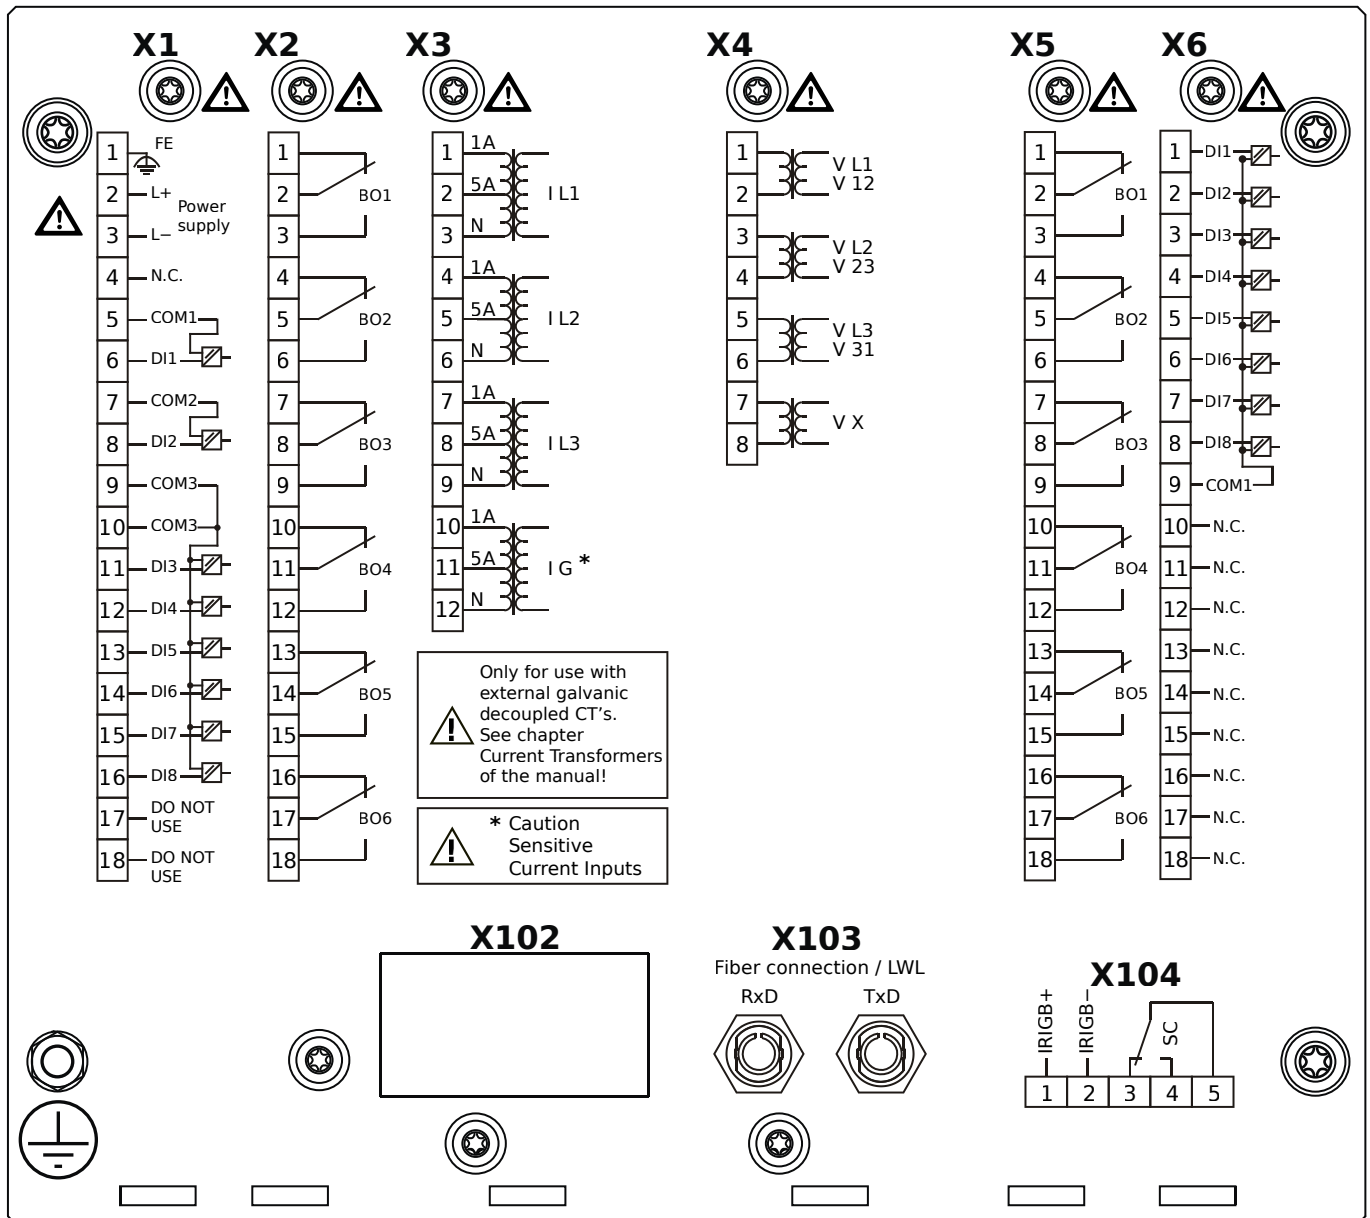 X1
X2
X3
X4
X5
X6
1 FE
2 L+
Power
supply
3 L−
4 N.C.
5 COM1
6 DI1
7 COM2
8 DI2
9 COM3
10 COM3
11 DI3
12 DI4
13 DI5
14 DI6
15 DI7
16 DI8
17 DO NOT
USE
18 DO NOT
USE
1
2 BO1
3
4
5 BO2
6
7
8 BO3
9
10
11 BO4
12
13
14 BO5
15
16
17 BO6
18
1 1A
2 5A I L1
3 N
4 1A
5 5A I L2
6 N
7 1A
8 5A I L3
9 N
10 1A
11 5A I G *
12 N
Only for use with
external galvanic
decoupled CT's.
See chapter
Current Transformers
of the manual!
* Caution
Sensitive
Current Inputs
1 V L1
2 V 12
3 V L2
4 V 23
5 V L3
6 V 31
7 V X
8
1
2 BO1
3
4
5 BO2
6
7
8 BO3
9
10
11 BO4
12
13
14 BO5
15
16
17 BO6
18
1 DI1
2 DI2
3 DI3
4 DI4
5 DI5
6 DI6
7 DI7
8 DI8
9 COM1
10 N.C.
11 N.C.
12 N.C.
13 N.C.
14 N.C.
15 N.C.
16 N.C.
17 N.C.
18 N.C.
X102
X103
Fiber connection / LWL
RxD TxD
X104
IRIGB+
IRIGB−
SC
1 2 3 4 5